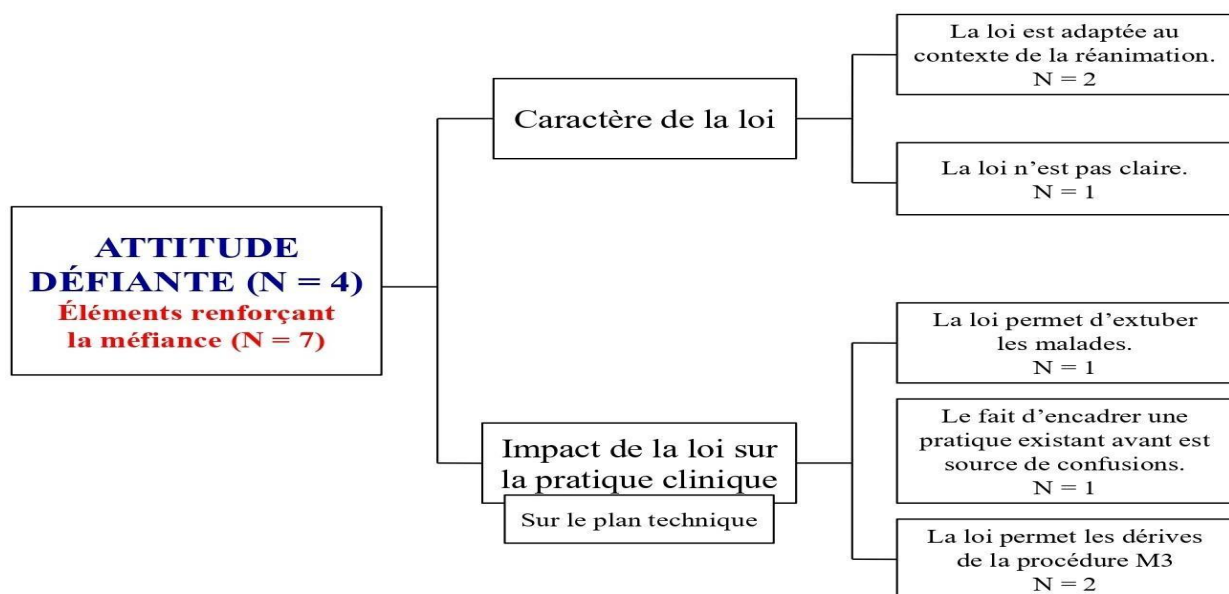 ATTITUDE
DÉFIANTE (N = 4)
Éléments renforçant
la méfiance (N = 7)
Caractère de la loi
La loi est adaptée au
contexte de la réanimation.
N = 2
La loi n’est pas claire.
N = 1
Impact de la loi sur
la pratique clinique
Sur le plan technique
La loi permet d’extuber
les malades.
N = 1
Le fait d’encadrer une
pratique existant avant est
source de confusions.
N = 1
La loi permet les dérives
de la procédure M3
N = 2